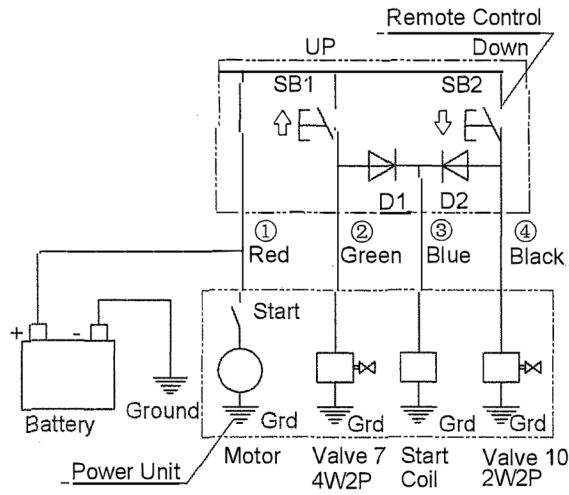 Remote Control
UP
Down
SB1
SB2
D1
D2
① ② ③ ④
Red Green Blue Black
Start
+ -
Battery
Ground
Grd Grd Grd Grd
Power Unit
Motor
Valve 7
4W2P
Start
Coil
Valve 10
2W2P